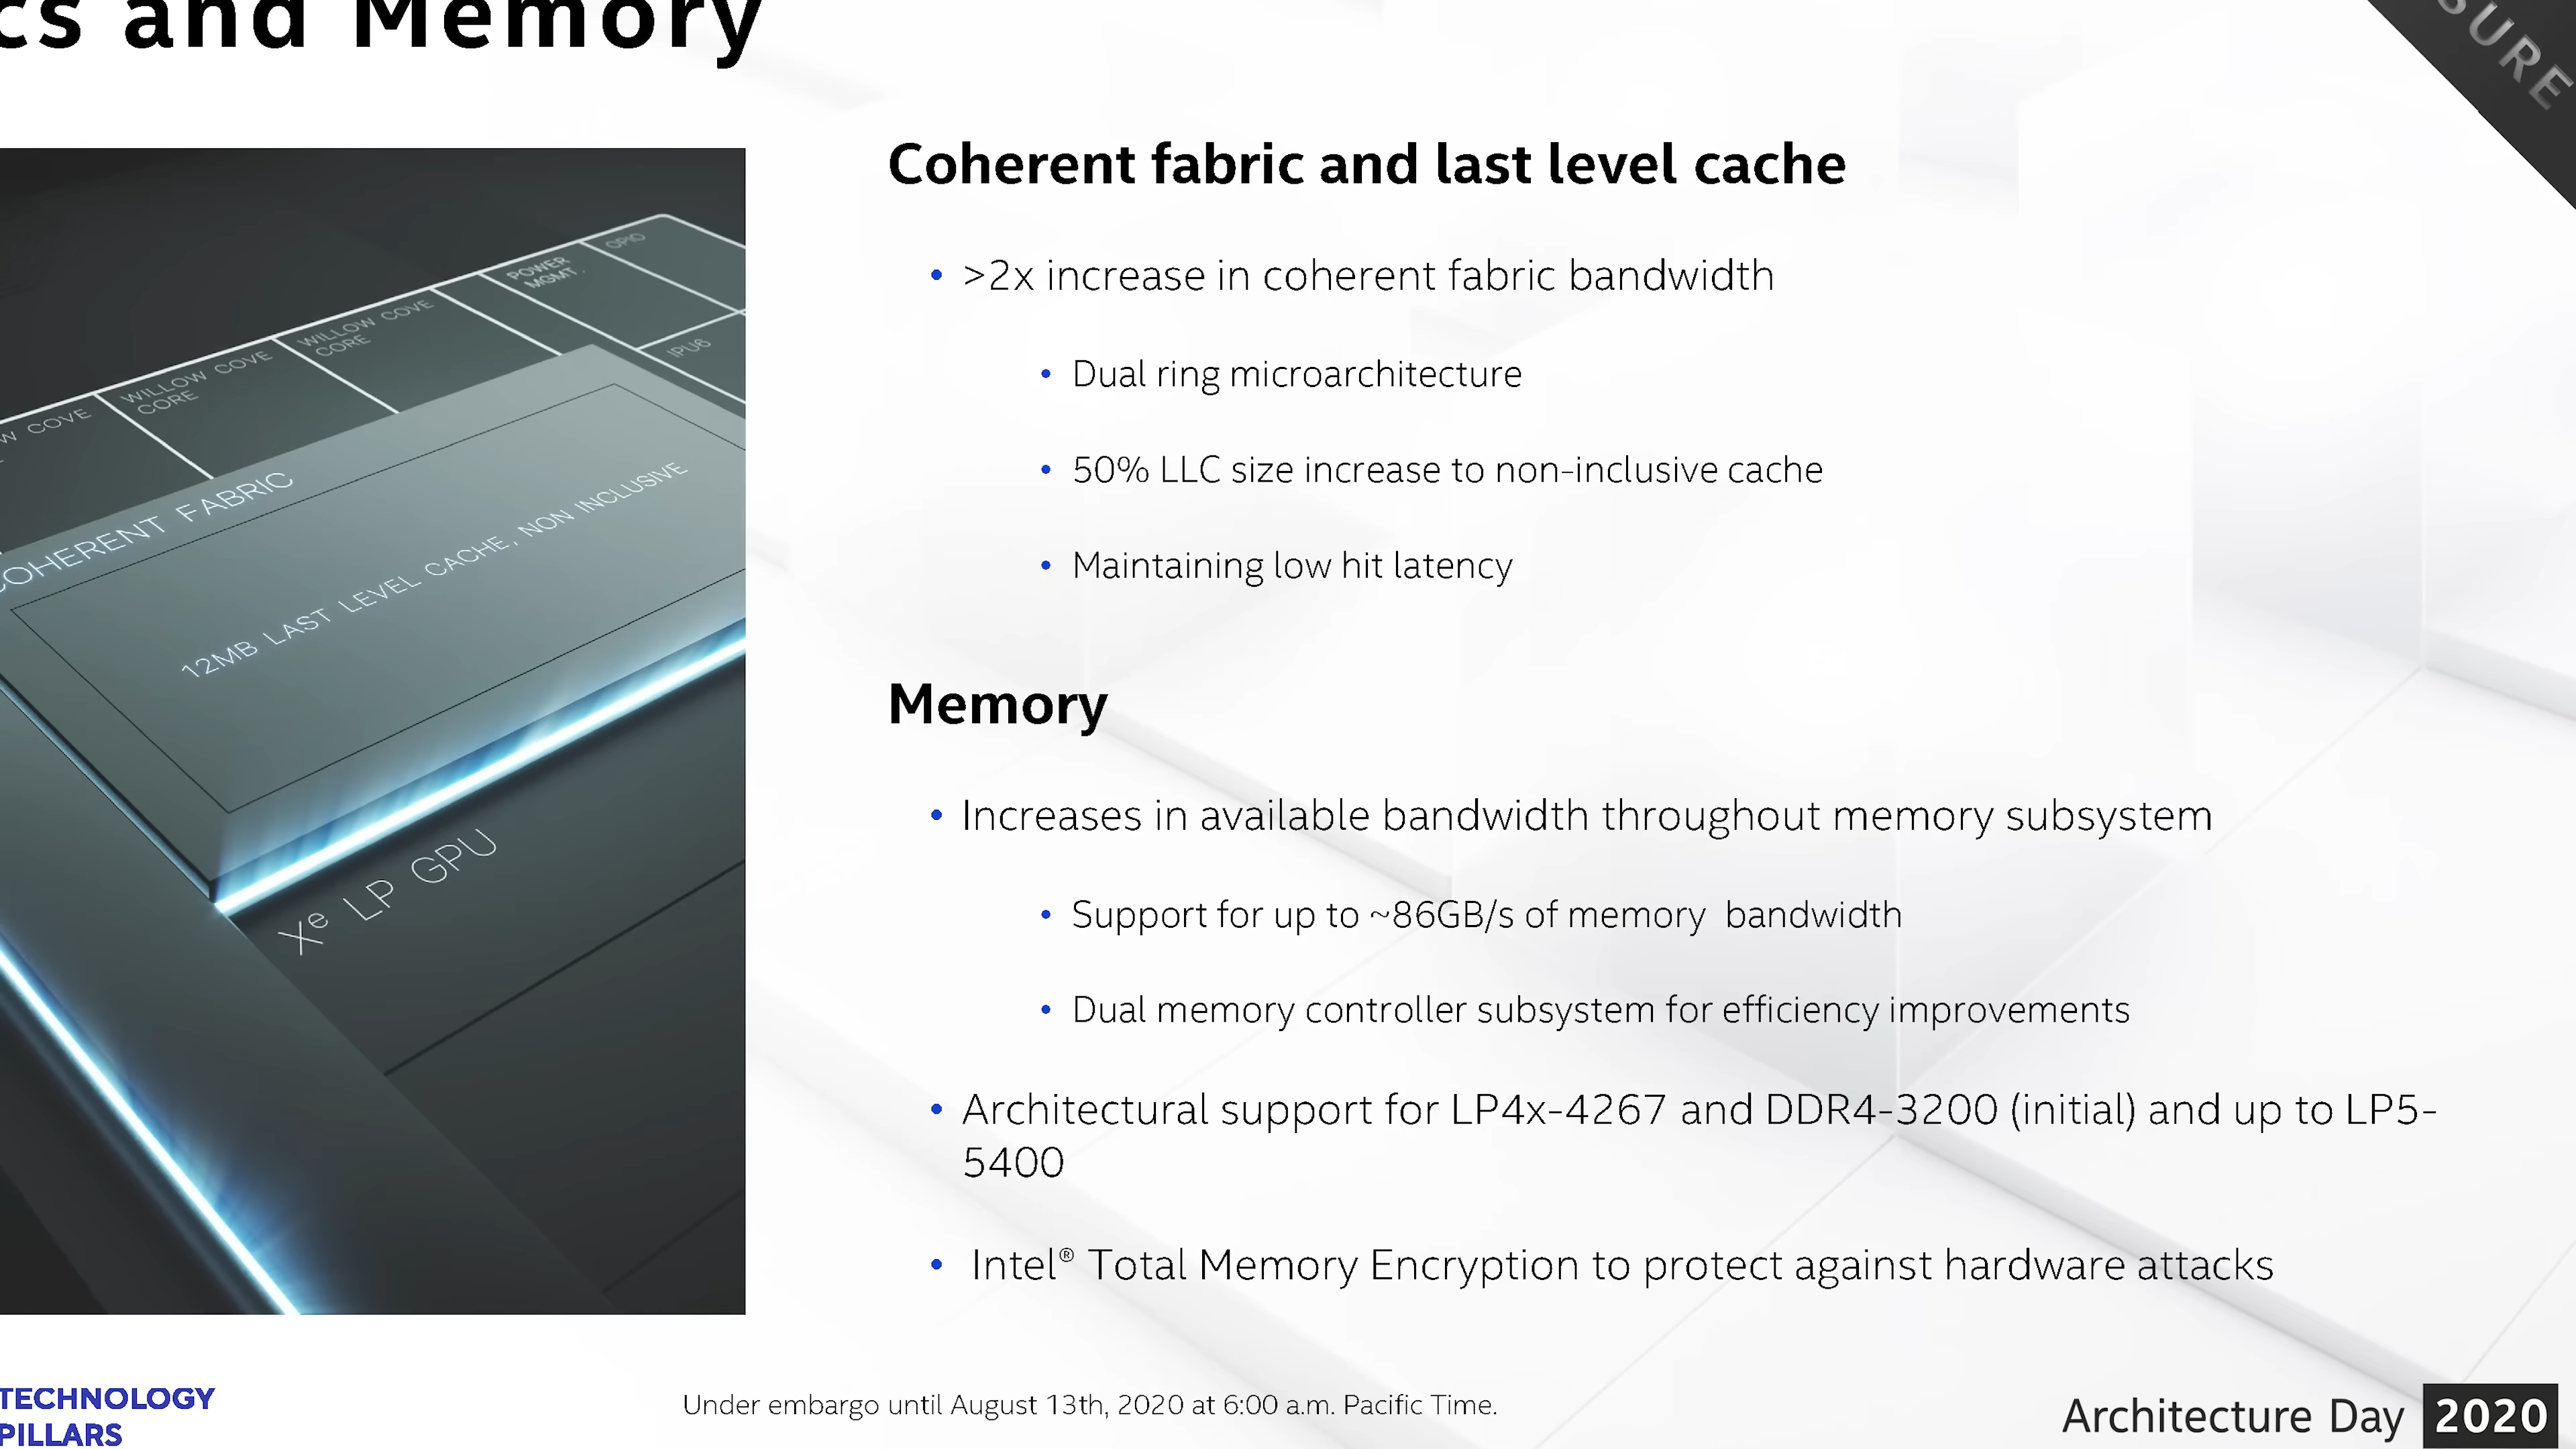 cs and Memory
SURE
OPIO
POWER
MGMT
IPU6
WILLOW COVE
CORE
WILLOW COVE
CORE
W COVE
COHERENT FABRIC
12MB LAST LEVEL CACHE, NON INCLUSIVE
Xe LP GPU
Coherent fabric and last level cache
• >2x increase in coherent fabric bandwidth
• Dual ring microarchitecture
• 50% LLC size increase to non-inclusive cache
• Maintaining low hit latency
Memory
• Increases in available bandwidth throughout memory subsystem
• Support for up to ~86GB/s of memory  bandwidth
• Dual memory controller subsystem for efficiency improvements
• Architectural support for LP4x-4267 and DDR4-3200 (initial) and up to LP5-
5400
• Intel® Total Memory Encryption to protect against hardware attacks
TECHNOLOGY
PILLARS
Under embargo until August 13th, 2020 at 6:00 a.m. Pacific Time.
Architecture Day 2020